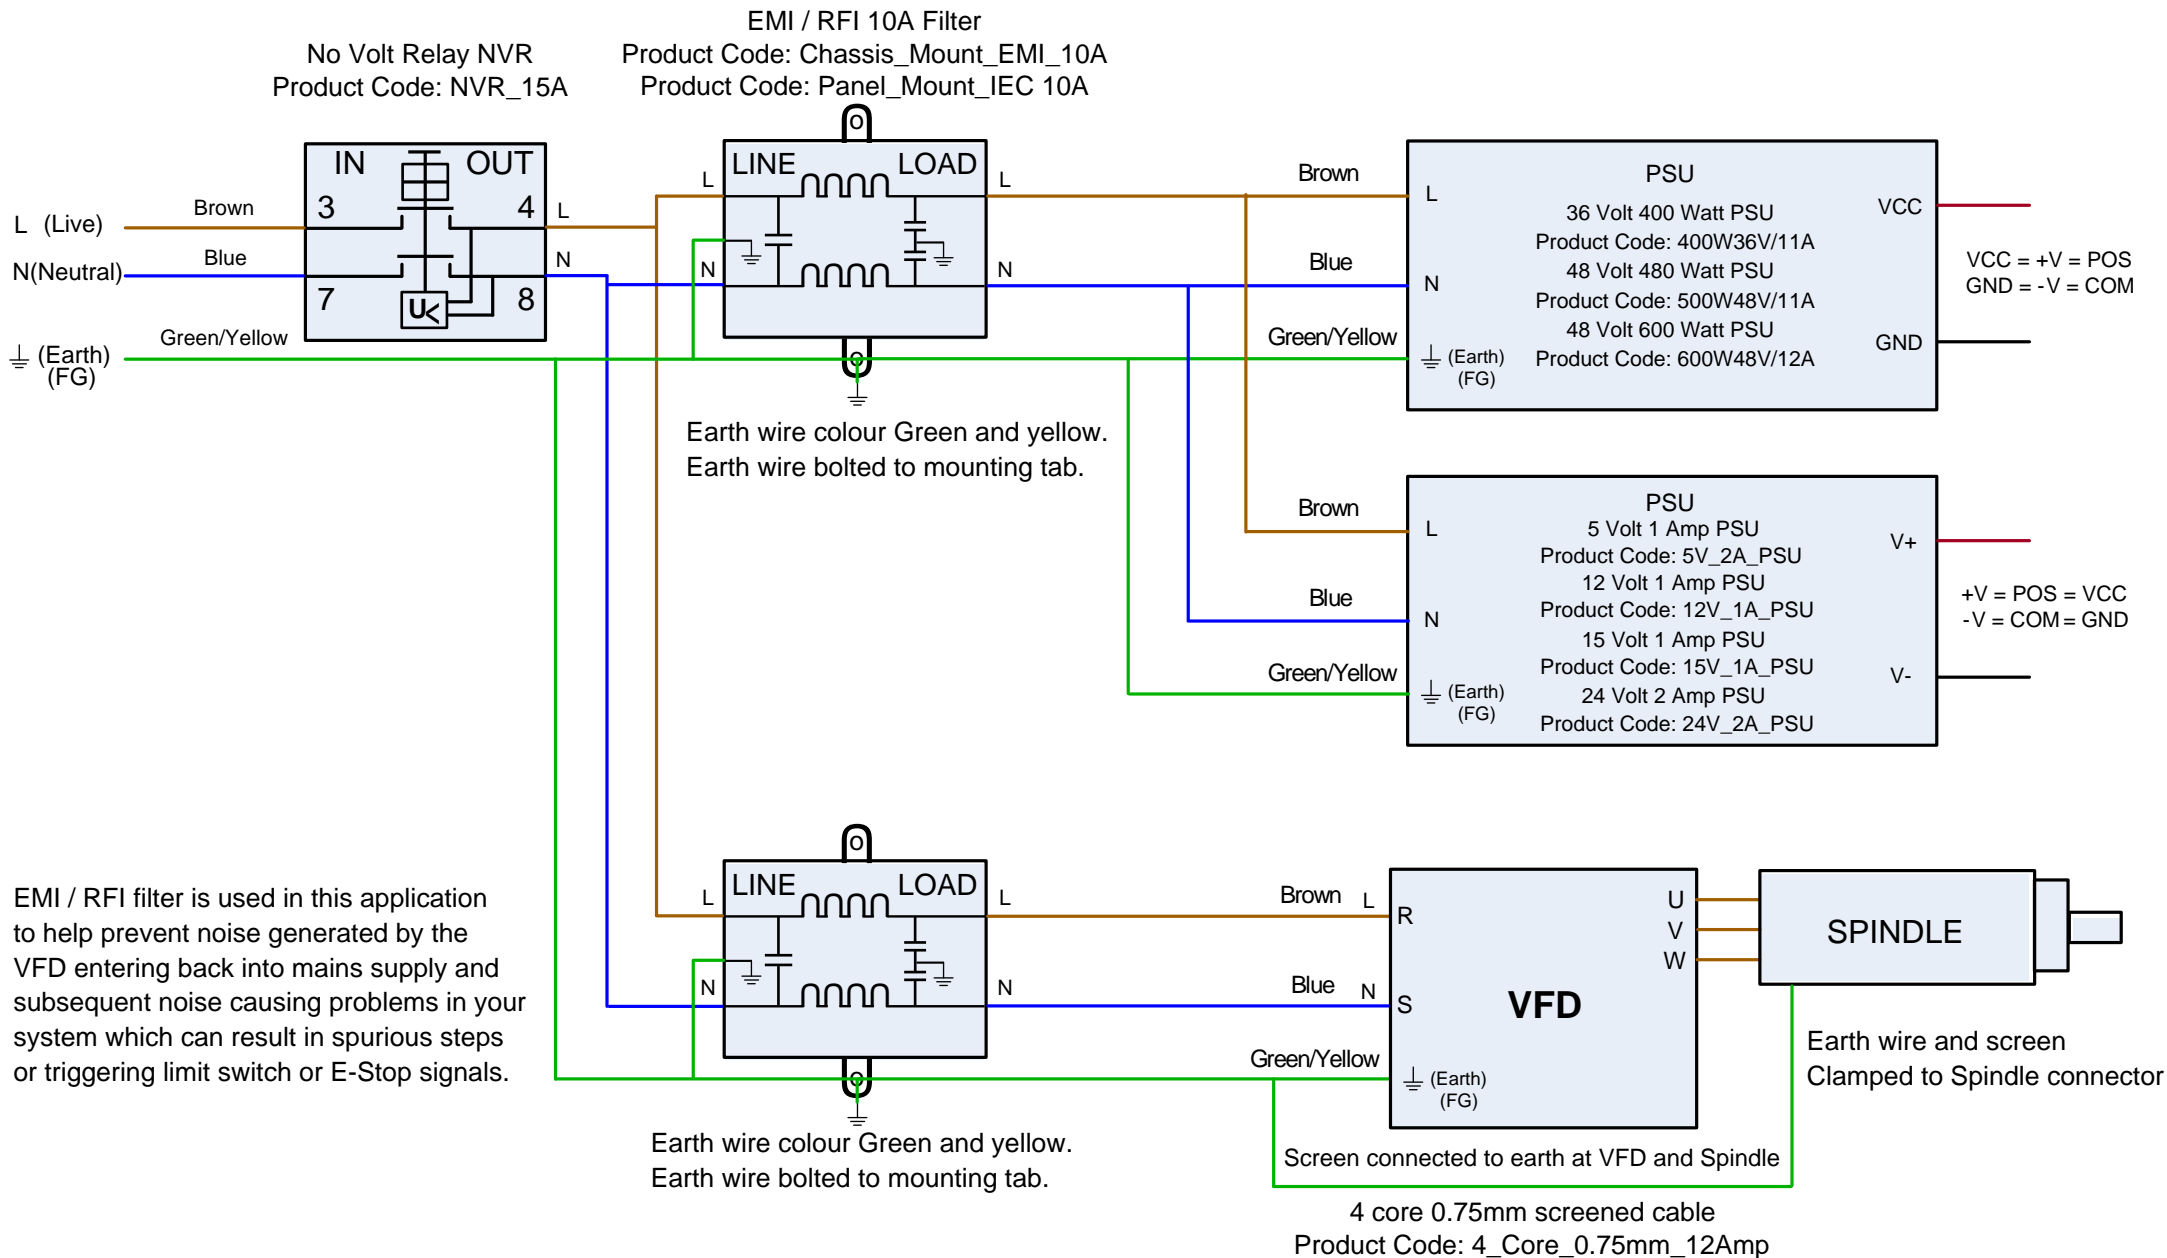 EMI / RFI 10A Filter
No Volt Relay NVR
Product Code: Chassis_Mount_EMI_10A
Product Code: NVR_15A
Product Code: Panel_Mount_IEC 10A
IN
OUT
3
4
7
8
U<
L (Live)
Brown
N(Neutral)
Blue
(Earth)
(FG)
Green/Yellow
L
N
o
LINE
LOAD
L
N
L
N
o
Earth wire colour Green and yellow.
Earth wire bolted to mounting tab.
Brown
Blue
Green/Yellow
PSU
L
N
(Earth)
(FG)
36 Volt 400 Watt PSU
Product Code: 400W36V/11A
48 Volt 480 Watt PSU
Product Code: 500W48V/11A
48 Volt 600 Watt PSU
Product Code: 600W48V/12A
VCC
GND
VCC = +V = POS
GND = -V = COM
Brown
Blue
Green/Yellow
PSU
L
N
(Earth)
(FG)
5 Volt 1 Amp PSU
Product Code: 5V_2A_PSU
12 Volt 1 Amp PSU
Product Code: 12V_1A_PSU
15 Volt 1 Amp PSU
Product Code: 15V_1A_PSU
24 Volt 2 Amp PSU
Product Code: 24V_2A_PSU
V+
V-
+V = POS = VCC
-V = COM = GND
EMI / RFI filter is used in this application
to help prevent noise generated by the
VFD entering back into mains supply and
subsequent noise causing problems in your
system which can result in spurious steps
or triggering limit switch or E-Stop signals.
o
LINE
LOAD
L
N
L
N
o
Earth wire colour Green and yellow.
Earth wire bolted to mounting tab.
Brown L
Blue N
Green/Yellow
R
S
(Earth)
(FG)
VFD
U
V
W
SPINDLE
Earth wire and screen
Clamped to Spindle connector
Screen connected to earth at VFD and Spindle
4 core 0.75mm screened cable
Product Code: 4_Core_0.75mm_12Amp